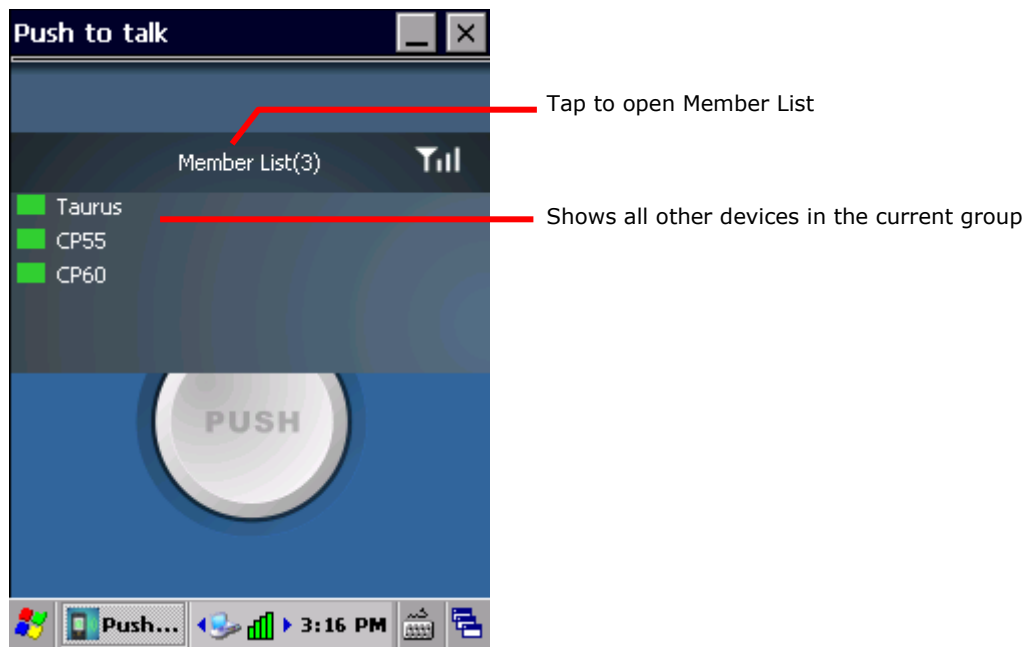 Push to talk
Tap to open Member List
Member List(3)
Taurus
Shows all other devices in the current group
CP55
CP60
PUSH
Push... 3:16 PM